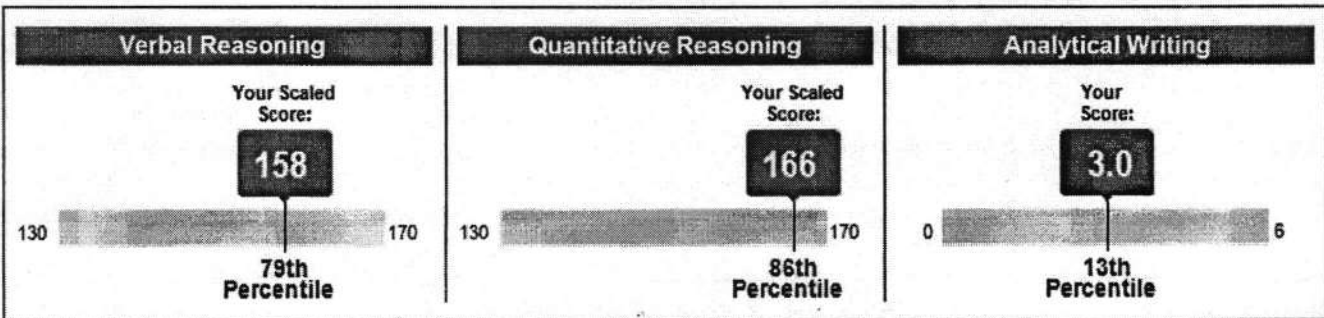 Verbal Reasoning
Your Scaled
Score:
158
130
170
79th
Percentile
Quantitative Reasoning
Your Scaled
Score:
166
130
170
86th
Percentile
Analytical Writing
Your
Score:
3.0
0
6
13th
Percentile